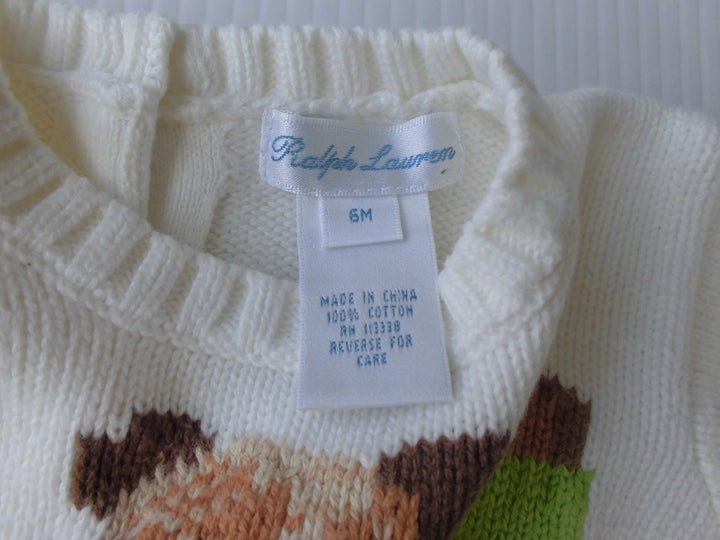 Ralph Lauren
6M
MADE IN CHINA
100% COTTON
RN 113338
REVERSE FOR
CARE